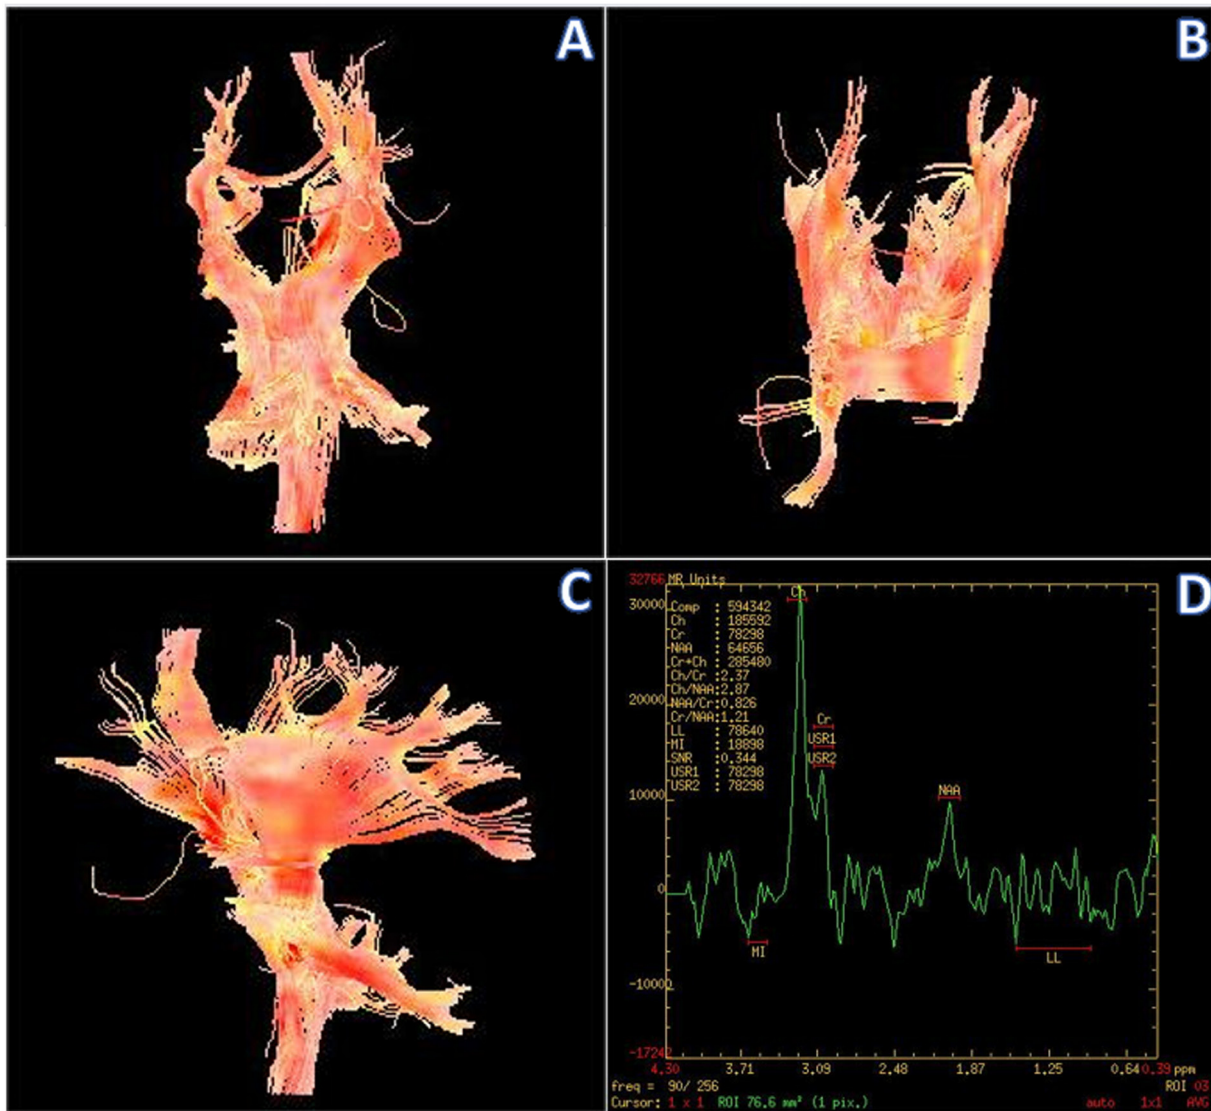 A
B
C
D
32766 MR Units
30000
20000
10000
0
-10000
-17242
Comp : 594342
Ch : 185592
Cr : 78298
NAA : 64656
Cr+Ch : 285480
Ch/Cr :2.37
Ch/NAA:2.87
NAA/Cr:0.826
Cr/NAA:1.21
LL : 78640
MI : 18898
SNR :0.344
USR1 : 78298
USR2 : 78298
Ch
Cr
USR1
USR2
NAA
MI
LL
4.30 3.71 3.09 2.48 1.87 1.25 0.64 0.39 ppm
freq = 90/ 256 ROI 03
Cursor: 1 x 1 ROI 76.6 mm² (1 pix.) auto 1x1 AVG